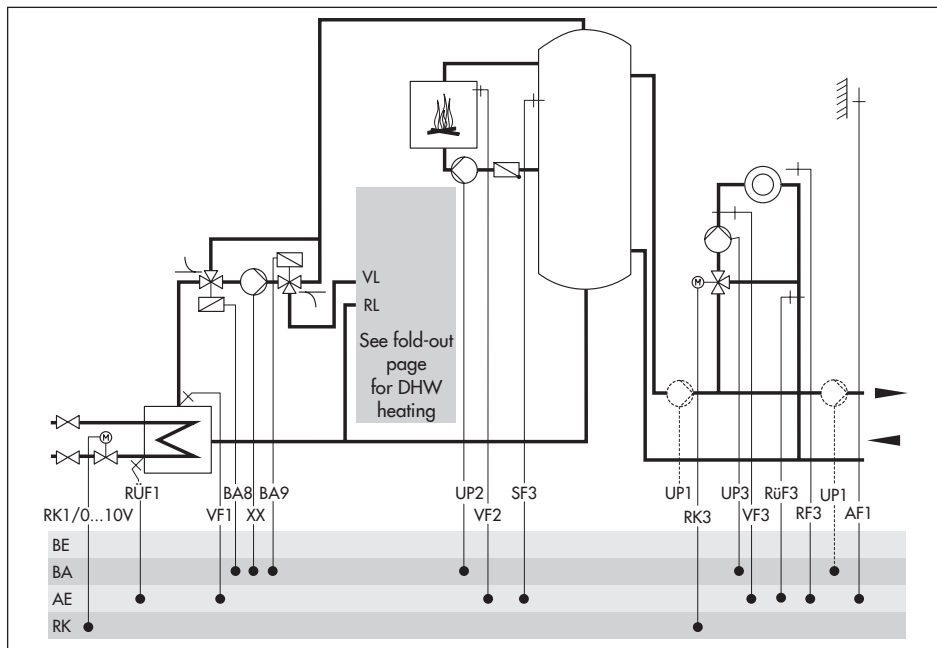 VL
RL
See fold-out
page
for DHW
heating
M
M
RÜF1
BA8 BA9
UP2
SF3
UP1
UP3
RüF3
UP1
RK1/0...10V
VF1
XX
VF2
RK3
VF3
RF3
AF1
BE
BA
AE
RK